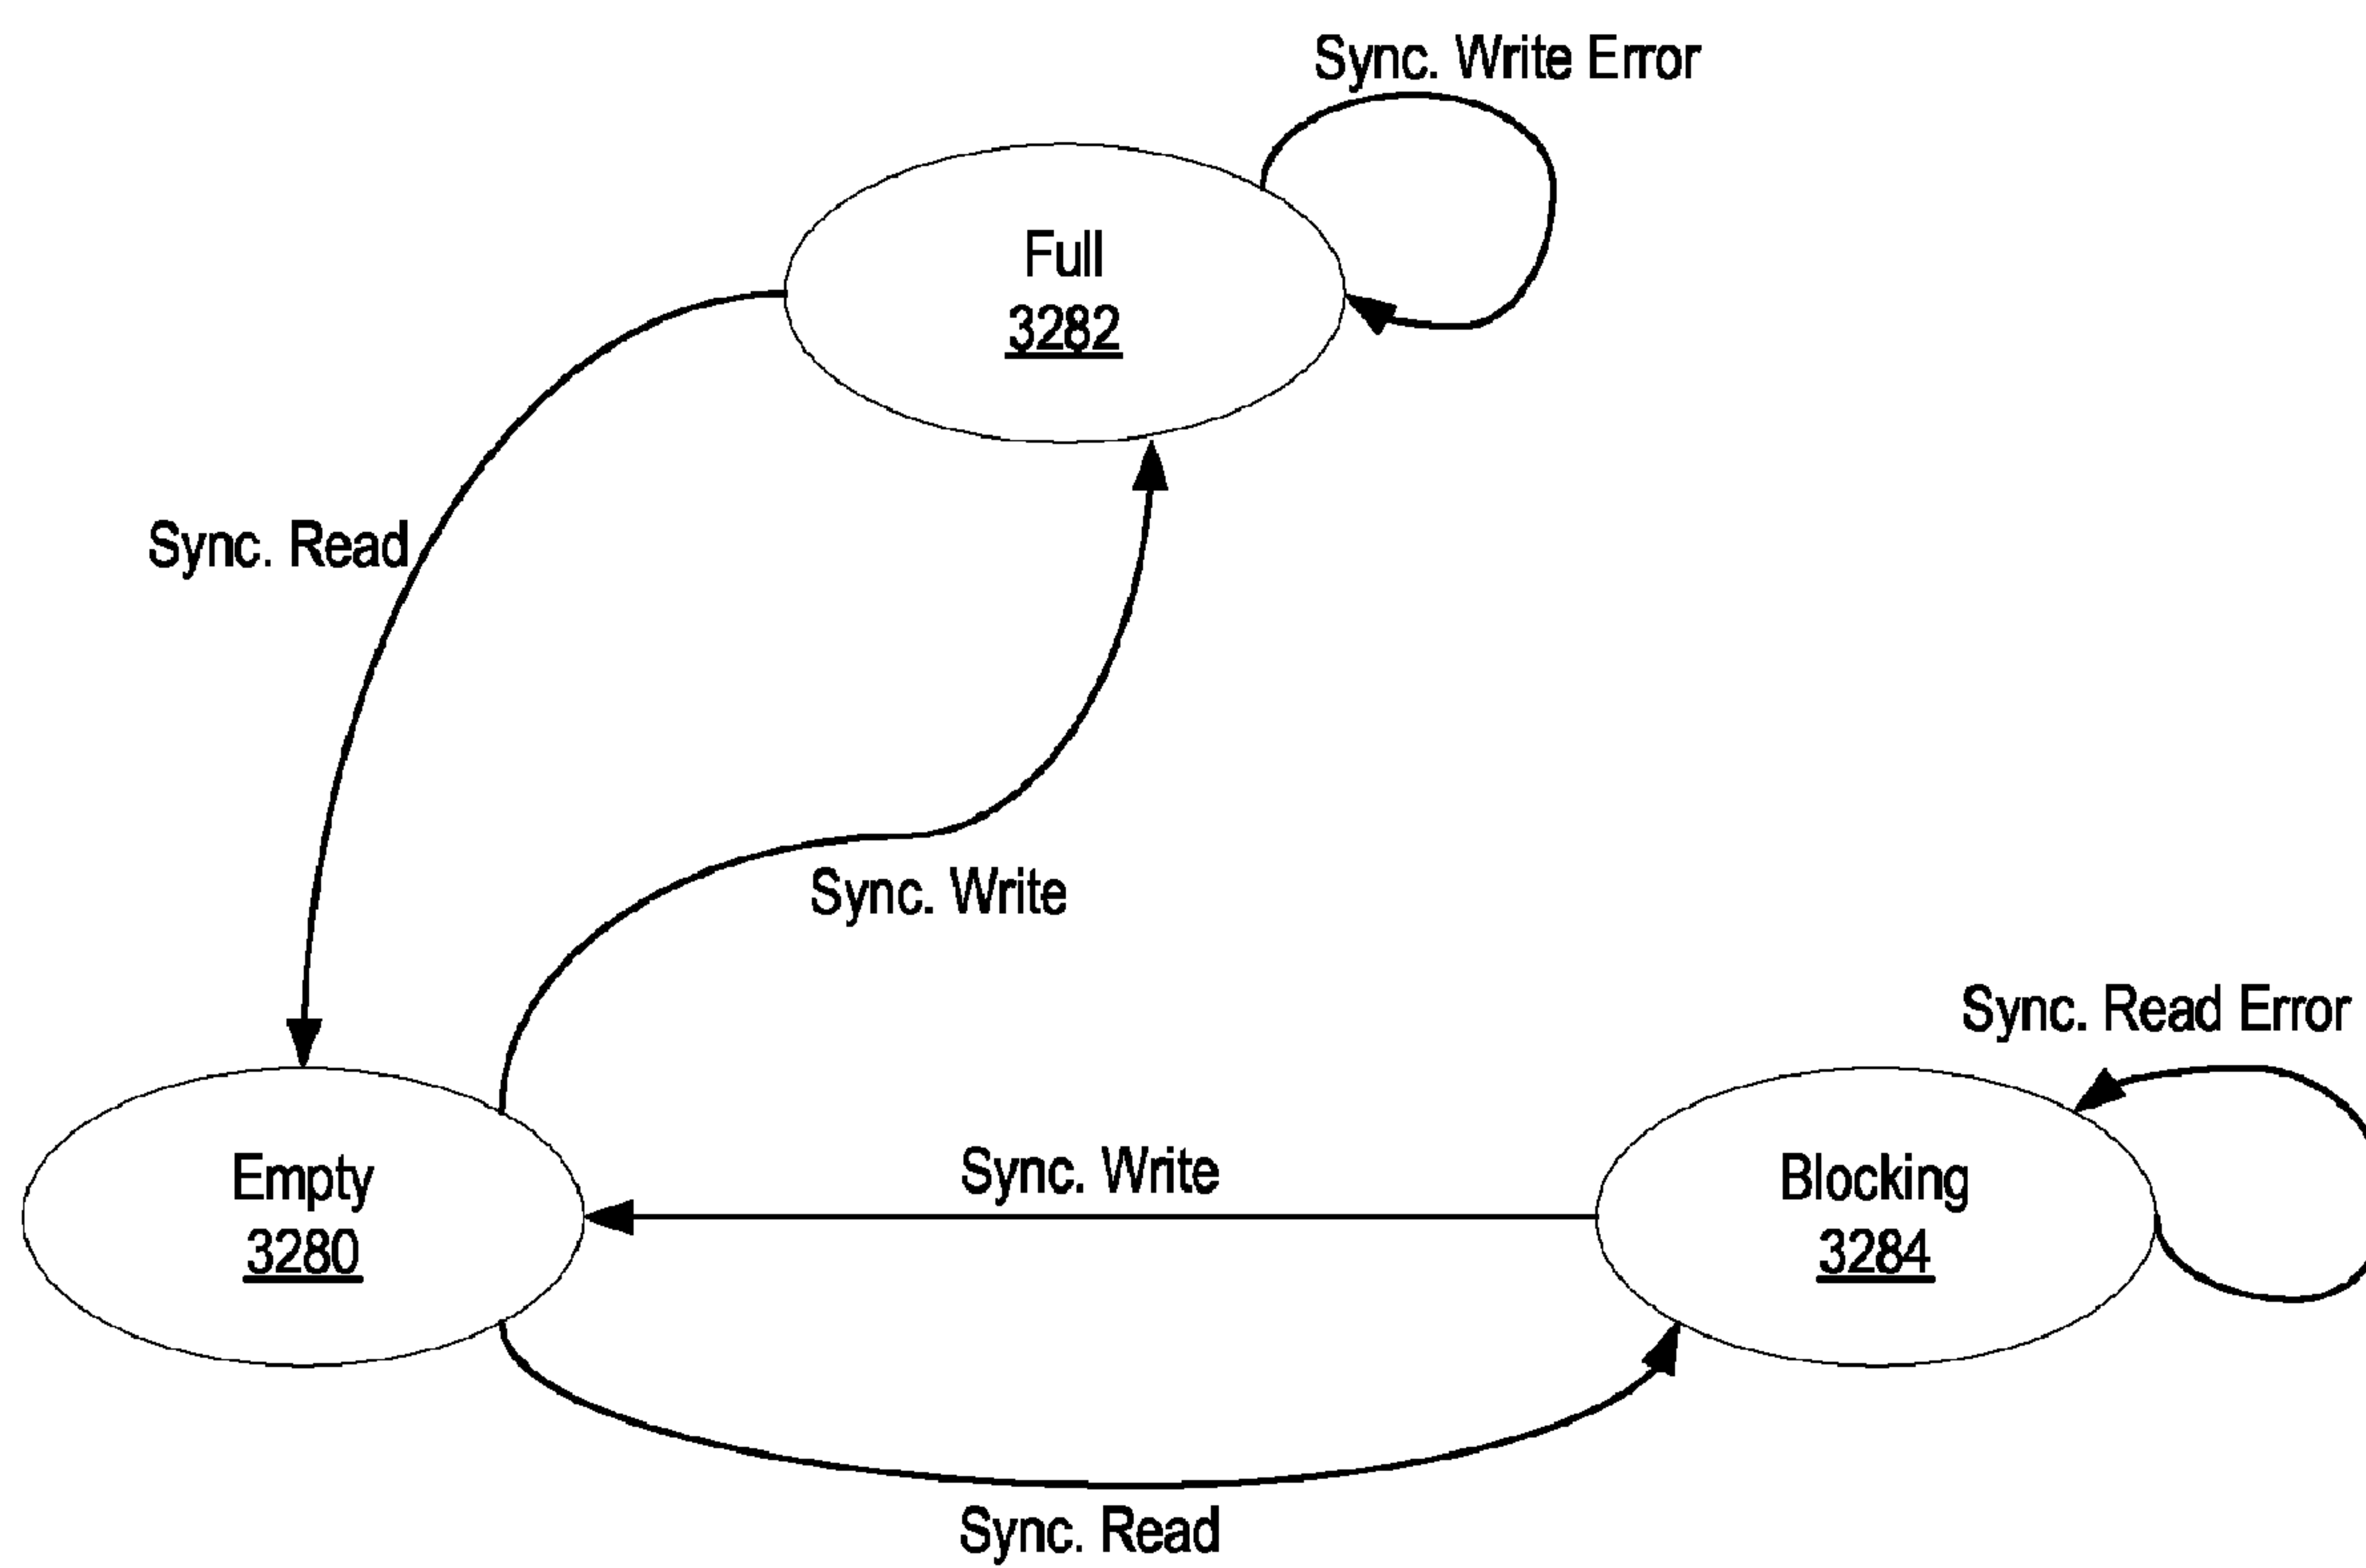 Sync. Write Error
Full
3282
Sync. Read
Sync. Write
Sync. Read Error
Empty
3280
Sync. Write
Blocking
3284
Sync. Read